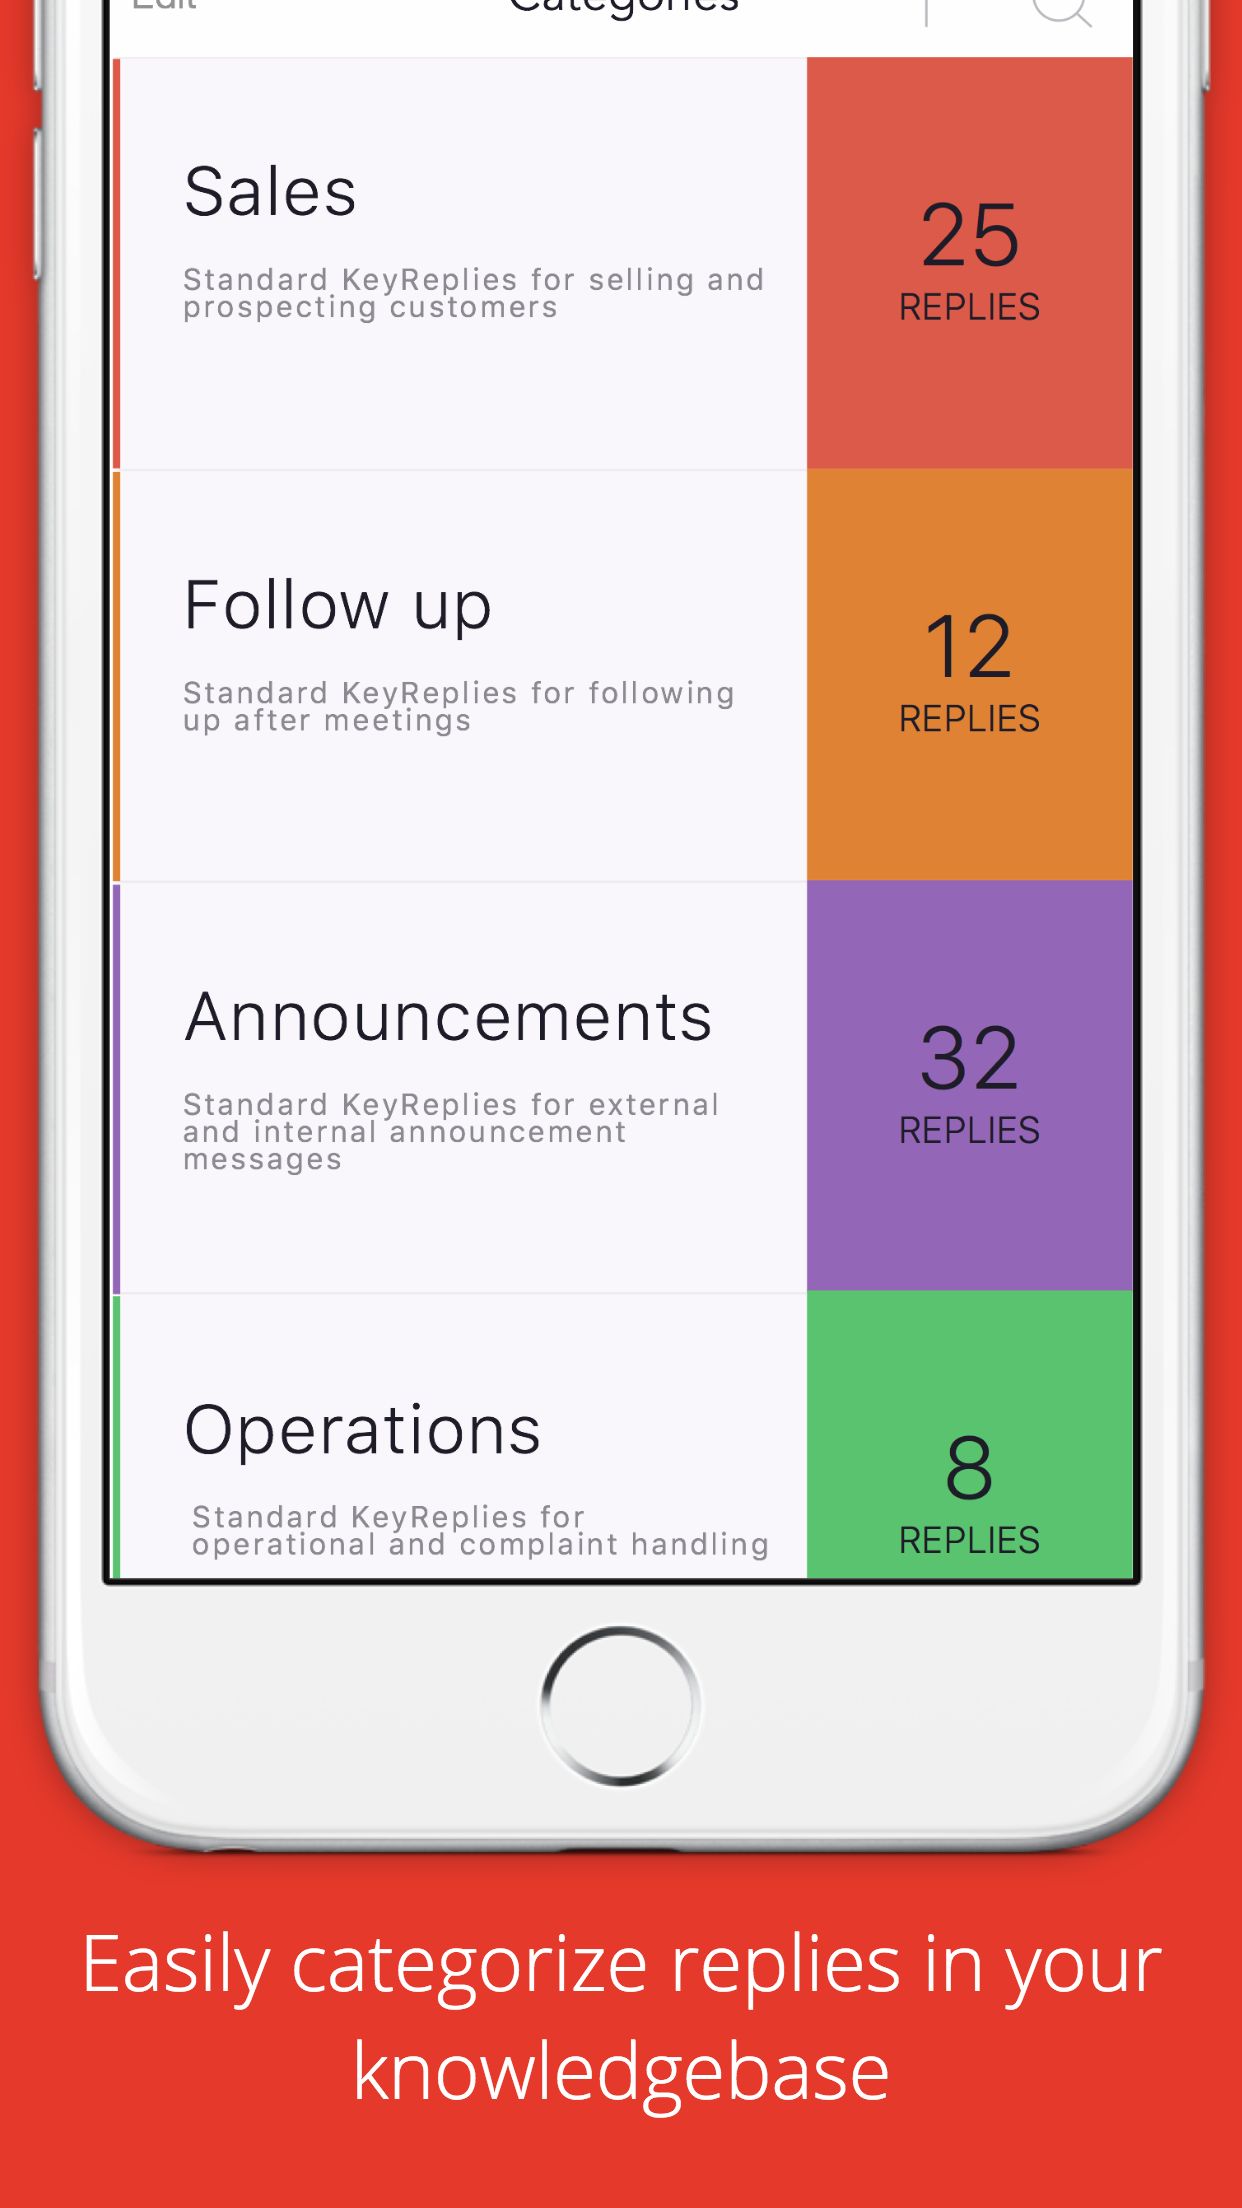 Edit
Categories
Sales
Standard KeyReplies for selling and
prospecting customers
25
REPLIES
Follow up
Standard KeyReplies for following
up after meetings
12
REPLIES
Announcements
Standard KeyReplies for external
and internal announcement
messages
32
REPLIES
Operations
Standard KeyReplies for
operational and complaint handling
8
REPLIES
Easily categorize replies in your
knowledgebase